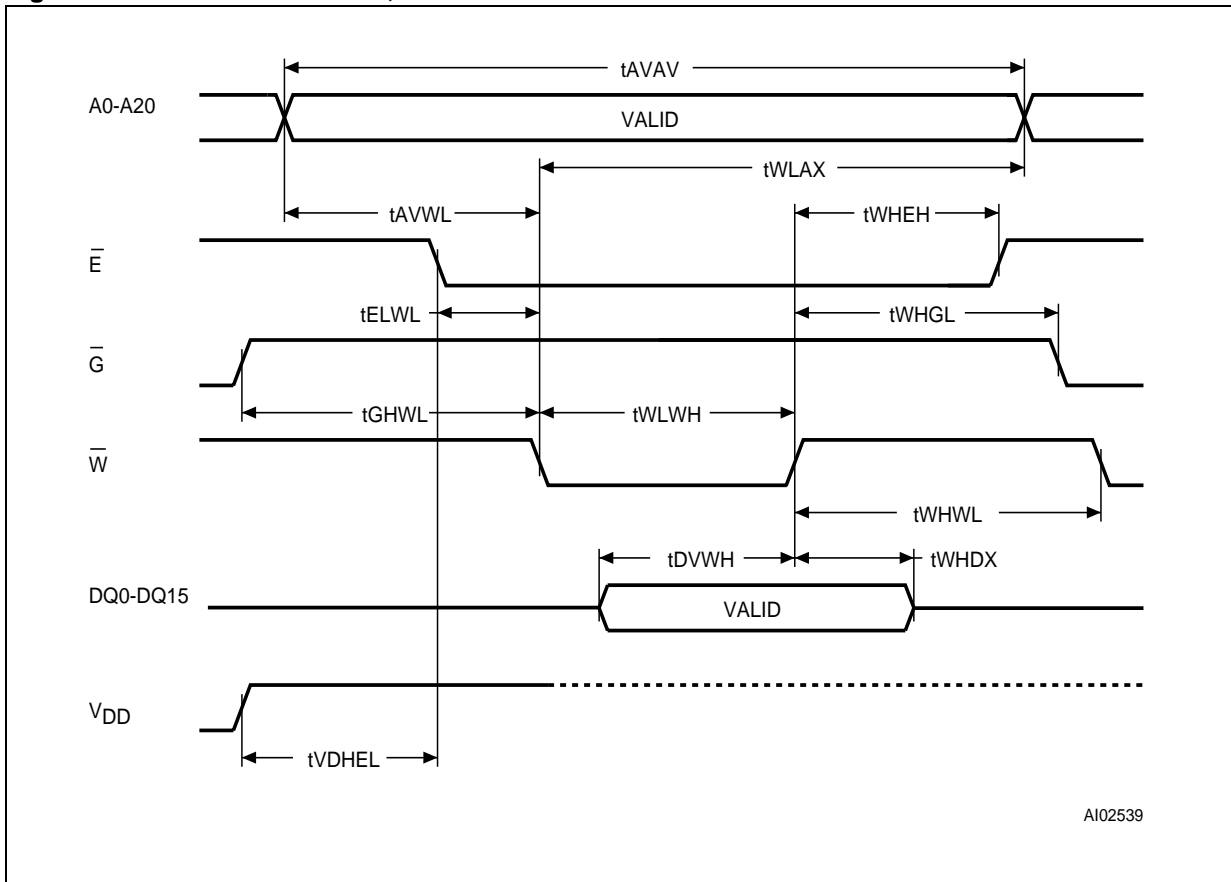 tAVAV
A0-A20
VALID
tWLAX
tAVWL
tWHEH
E̅
tELWL
tWHGL
G̅
tGHWL
tWLWH
W̅
tWHWL
tDVWH
tWHDX
DQ0-DQ15
VALID
VDD
tVDHEL
AI02539